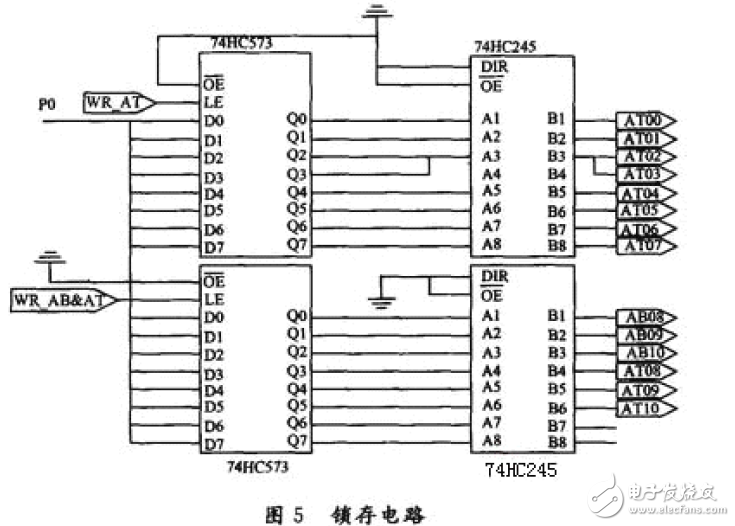 74HC573
74HC245
OE
LE
D0
D1
D2
D3
D4
D5
D6
D7
Q0
Q1
Q2
Q3
Q4
Q5
Q6
Q7
P0
WR_AT
DIR
OE
A1
A2
A3
A4
A5
A6
A7
A8
B1
B2
B3
B4
B5
B6
B7
B8
AT00
AT01
AT02
AT03
AT04
AT05
AT06
AT07
WR_AB&AT
OE
LE
D0
D1
D2
D3
D4
D5
D6
D7
Q0
Q1
Q2
Q3
Q4
Q5
Q6
Q7
DIR
OE
A1
A2
A3
A4
A5
A6
A7
A8
B1
B2
B3
B4
B5
B6
B7
B8
AB08
AB09
AB10
AT08
AT09
AT10
74HC573
74HC245
电子发烧友
www.elecfans.com
图 5 锁存电路